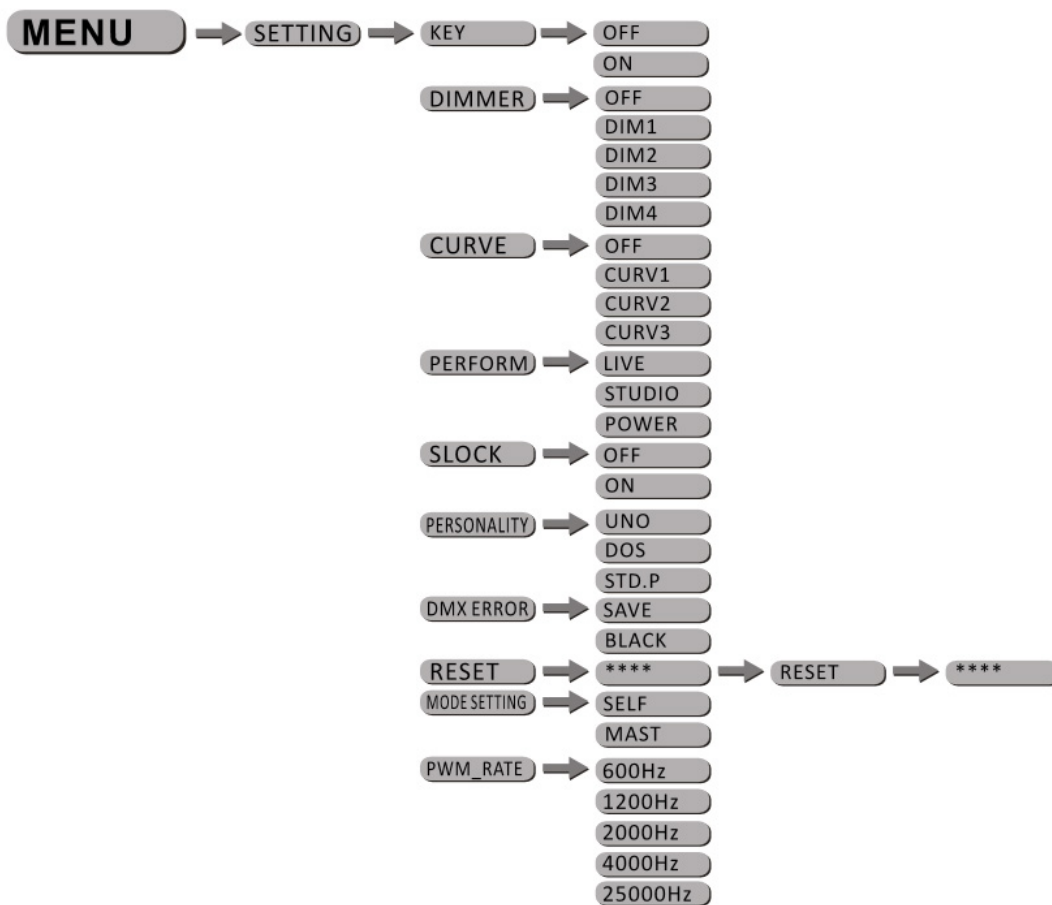 MENU SETTING KEY OFF
ON
DIMMER OFF
DIM1
DIM2
DIM3
DIM4
CURVE OFF
CURV1
CURV2
CURV3
PERFORM LIVE
STUDIO
POWER
SLOCK OFF
ON
PERSONALITY UNO
DOS
STD.P
DMX ERROR SAVE
BLACK
RESET **** RESET ****
MODE SETTING SELF
MAST
PWM_RATE 600Hz
1200Hz
2000Hz
4000Hz
25000Hz